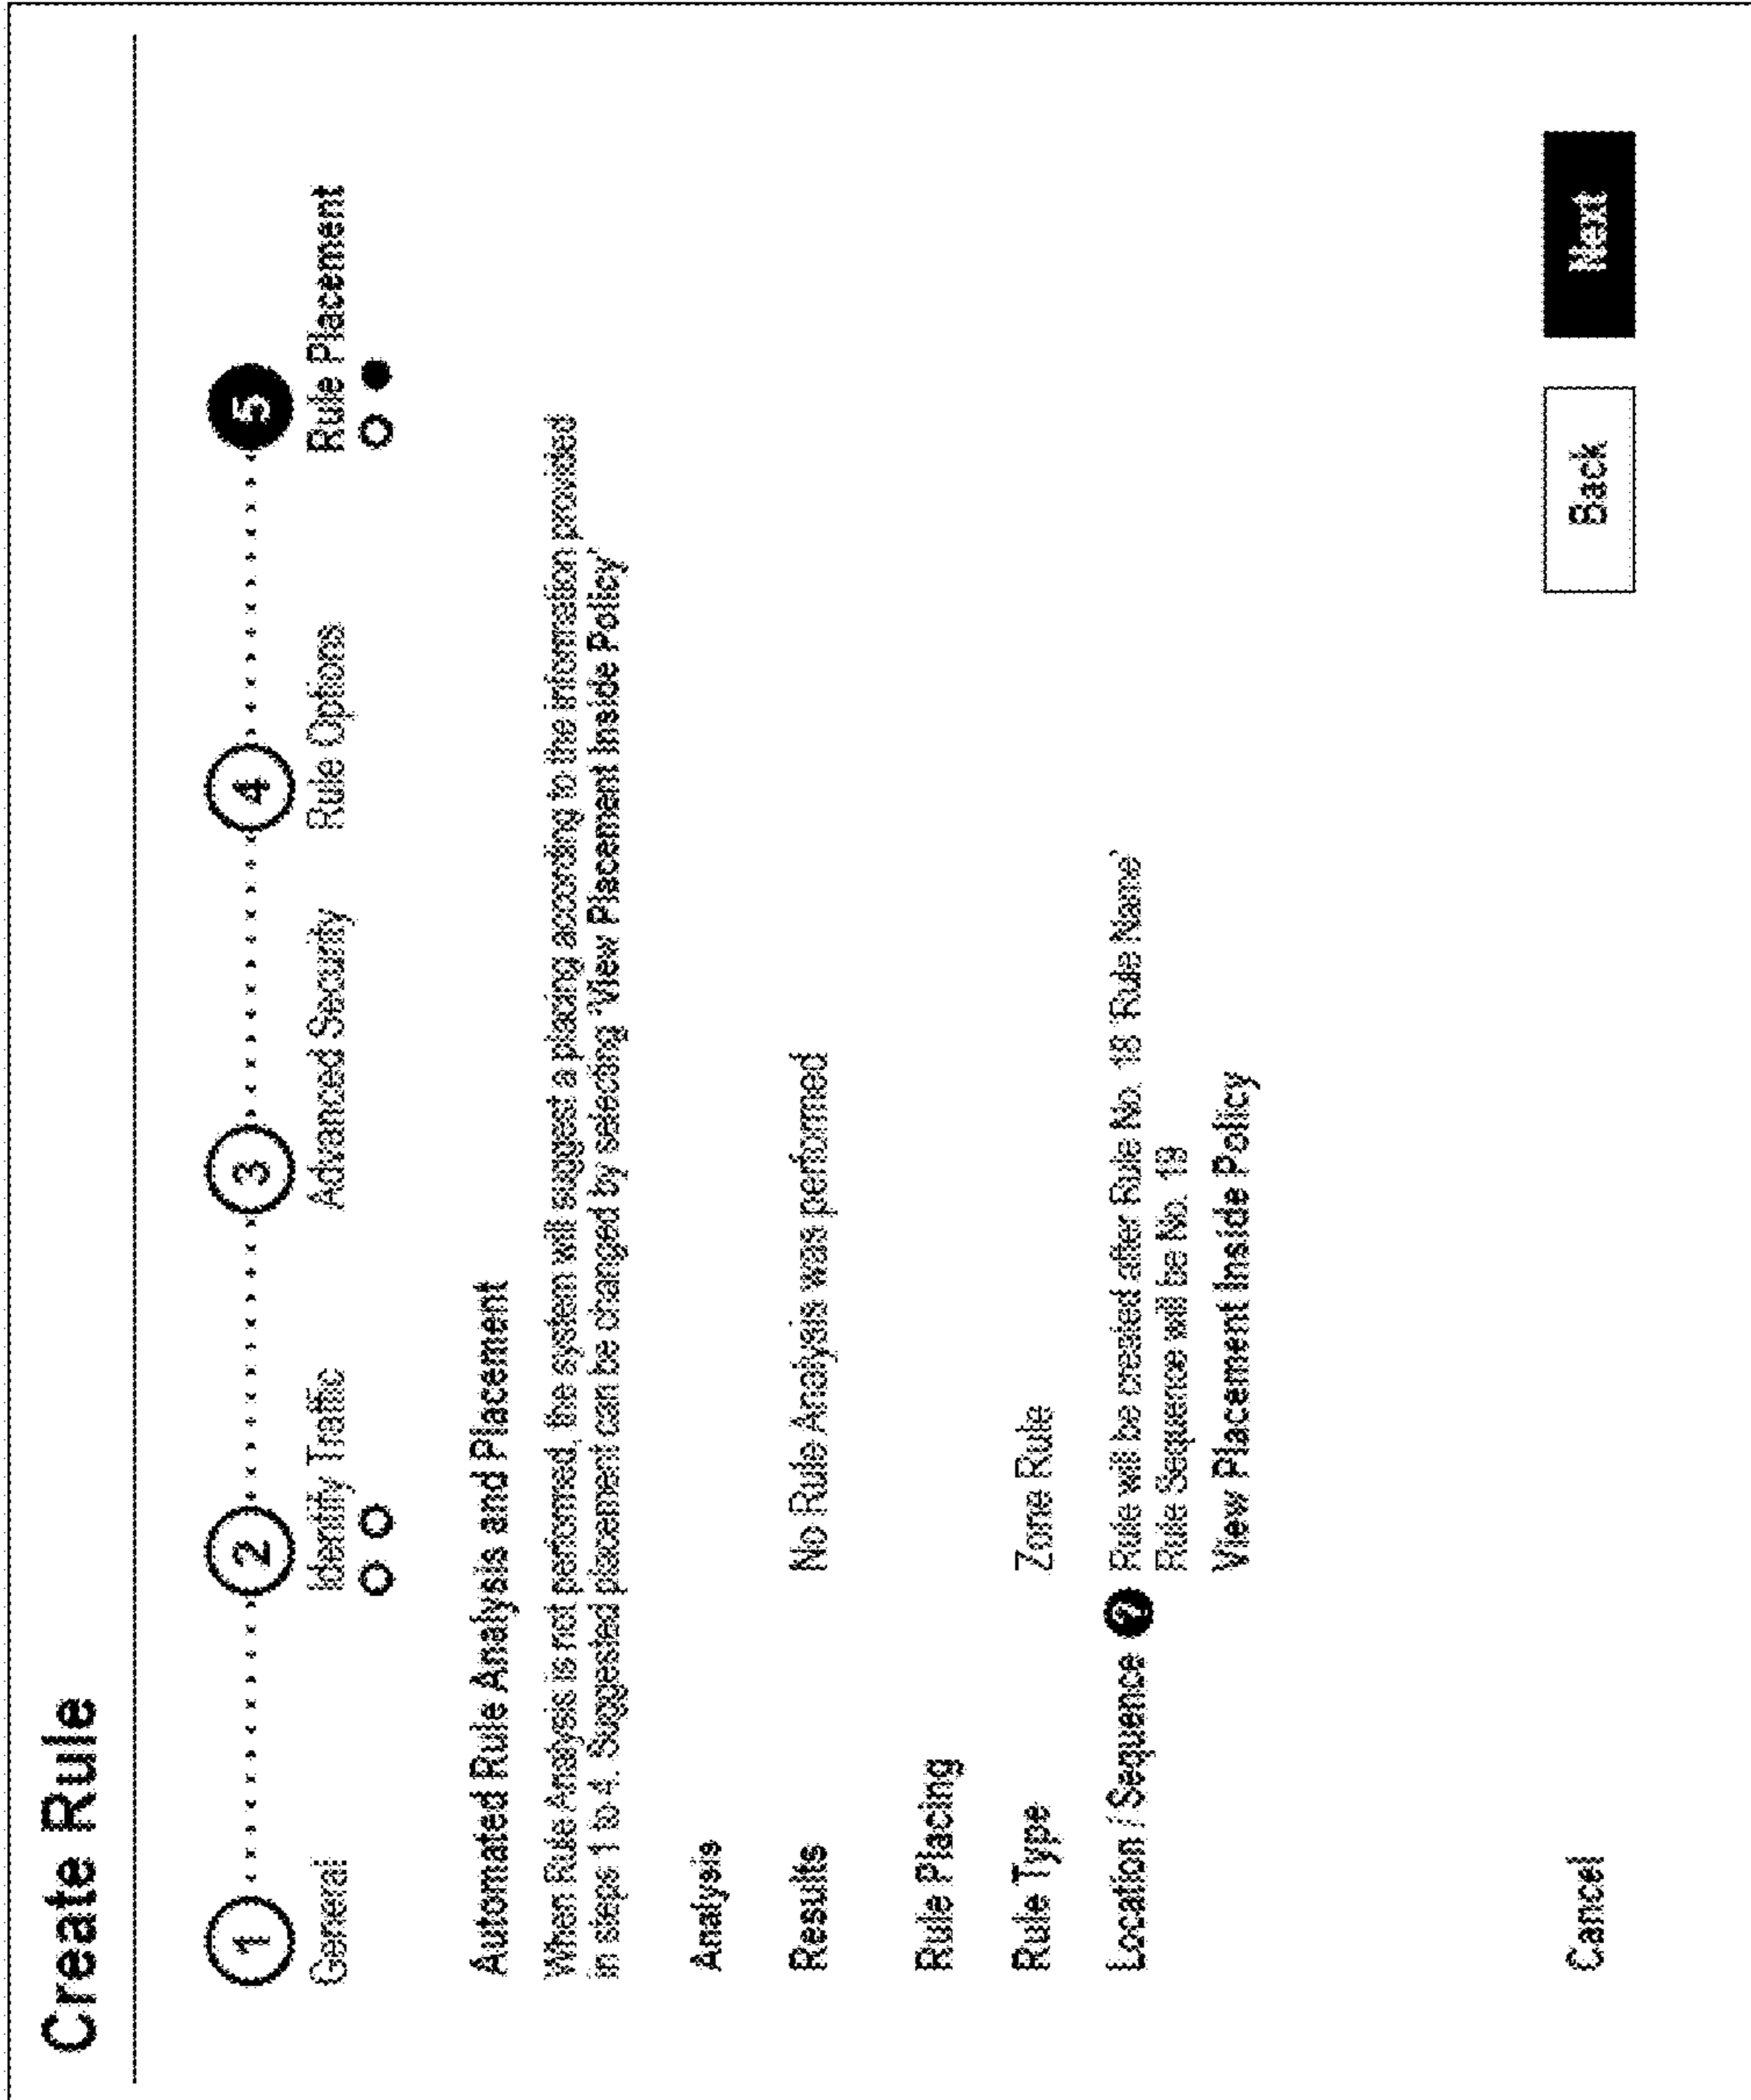 Create Rule
1 2 3 4 5
General Identify Traffic Advanced Security Rule Options Rule Placement
Automated Rule Analysis and Placement
When Rule Analysis is not performed, the system will suggest a placing according to the information provided
in steps 1 to 4. Suggested placement can be changed by selecting 'View Placement Inside Policy'
Analysis
Results No Rule Analysis was performed
Rule Placing
Rule Type Zone Rule
Location / Sequence ? Rule will be created after Rule No. 18 'Rule Name'
Rule Sequence will be No.
View Placement Inside Policy
Cancel Back Next